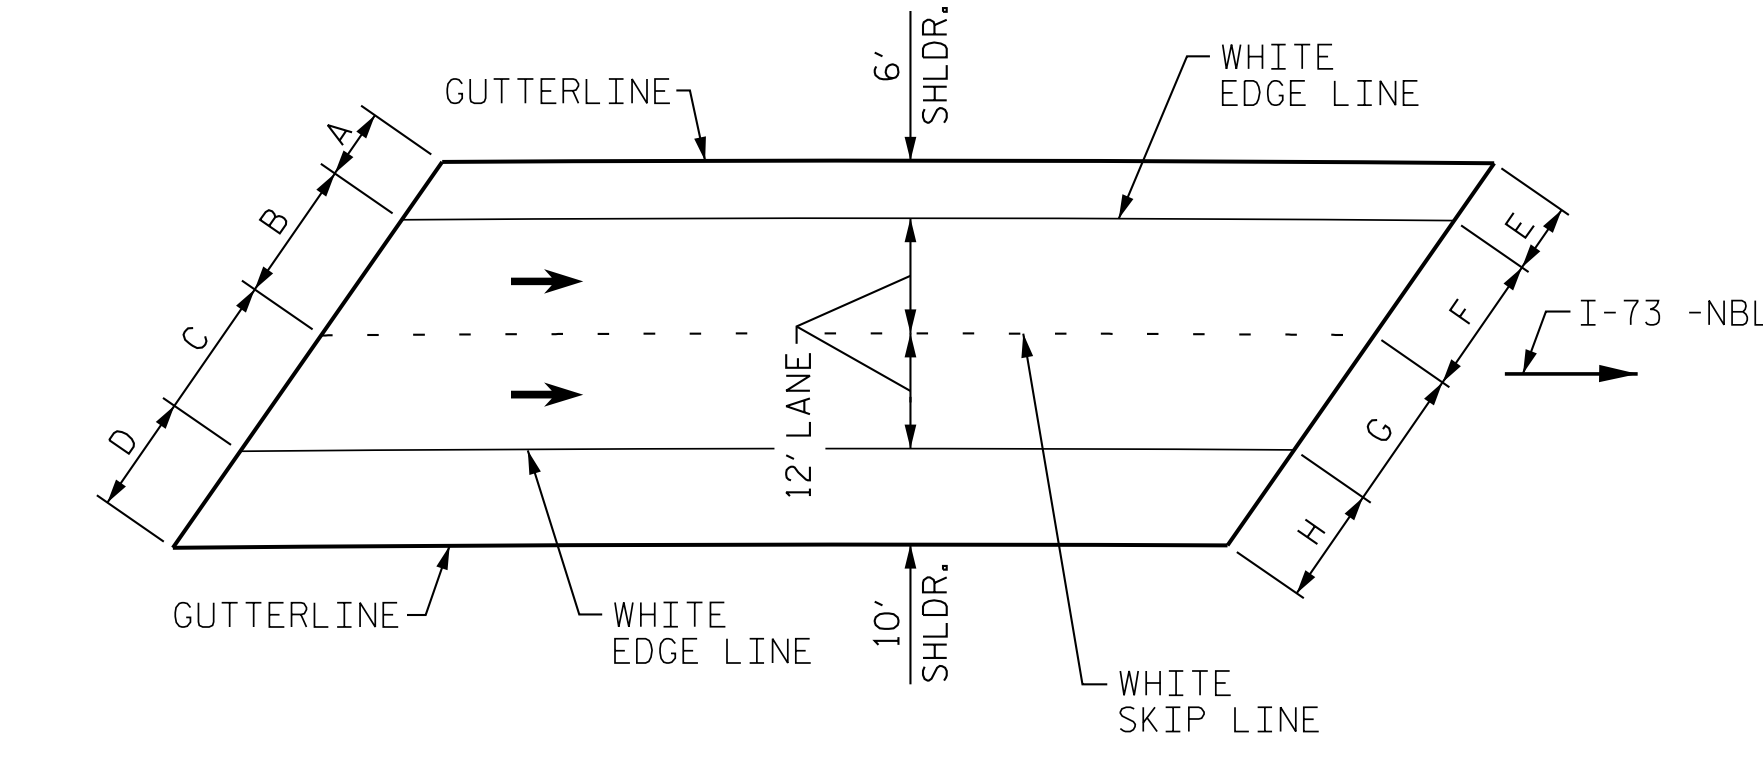 6'
SHLDR.
WHITE
EDGE LINE
GUTTERLINE
A
B
C
D
E
F
G
H
I-73 -NBL
12' LANE
GUTTERLINE
WHITE
EDGE LINE
10'
SHLDR.
WHITE
SKIP LINE